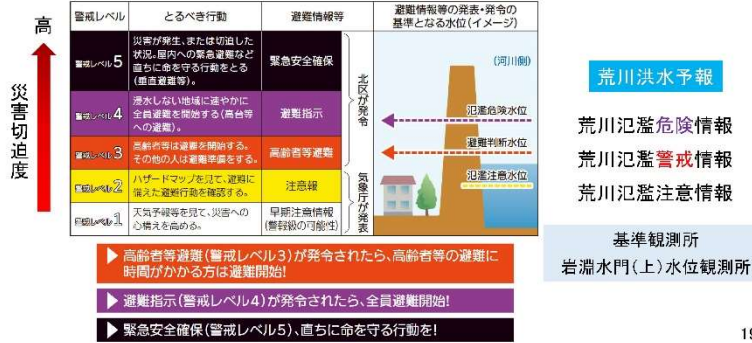 高
災害切迫度
警戒レベル
とるべき行動
避難情報等
避難情報等の発表・発令の
基準となる水位(イメージ)
警戒レベル5
災害が発生、または切迫した
状況。屋内への緊急避難など
直ちに命を守る行動をとる
(垂直避難等)。
緊急安全確保
警戒レベル4
浸水しない地域に速やかに
全員避難を開始する(高台等
への避難)。
避難指示
警戒レベル3
高齢者等は避難を開始する。
その他の人は避難準備をする。
高齢者等避難
警戒レベル2
ハザードマップを見て、避難に
備えた避難行動を確認する。
注意報
警戒レベル1
天気予報等を見て、災害への
心構えを高める。
早期注意情報
(警報級の可能性)
北区が発令
気象庁が発表
(河川側)
氾濫危険水位
避難判断水位
氾濫注意水位
▶ 高齢者等避難(警戒レベル3)が発令されたら、高齢者等の避難に
時間がかかる方は避難開始!
▶ 避難指示(警戒レベル4)が発令されたら、全員避難開始!
▶ 緊急安全確保(警戒レベル5)、直ちに命を守る行動を!
荒川洪水予報
荒川氾濫危険情報
荒川氾濫警戒情報
荒川氾濫注意情報
基準観測所
岩淵水門(上)水位観測所
19